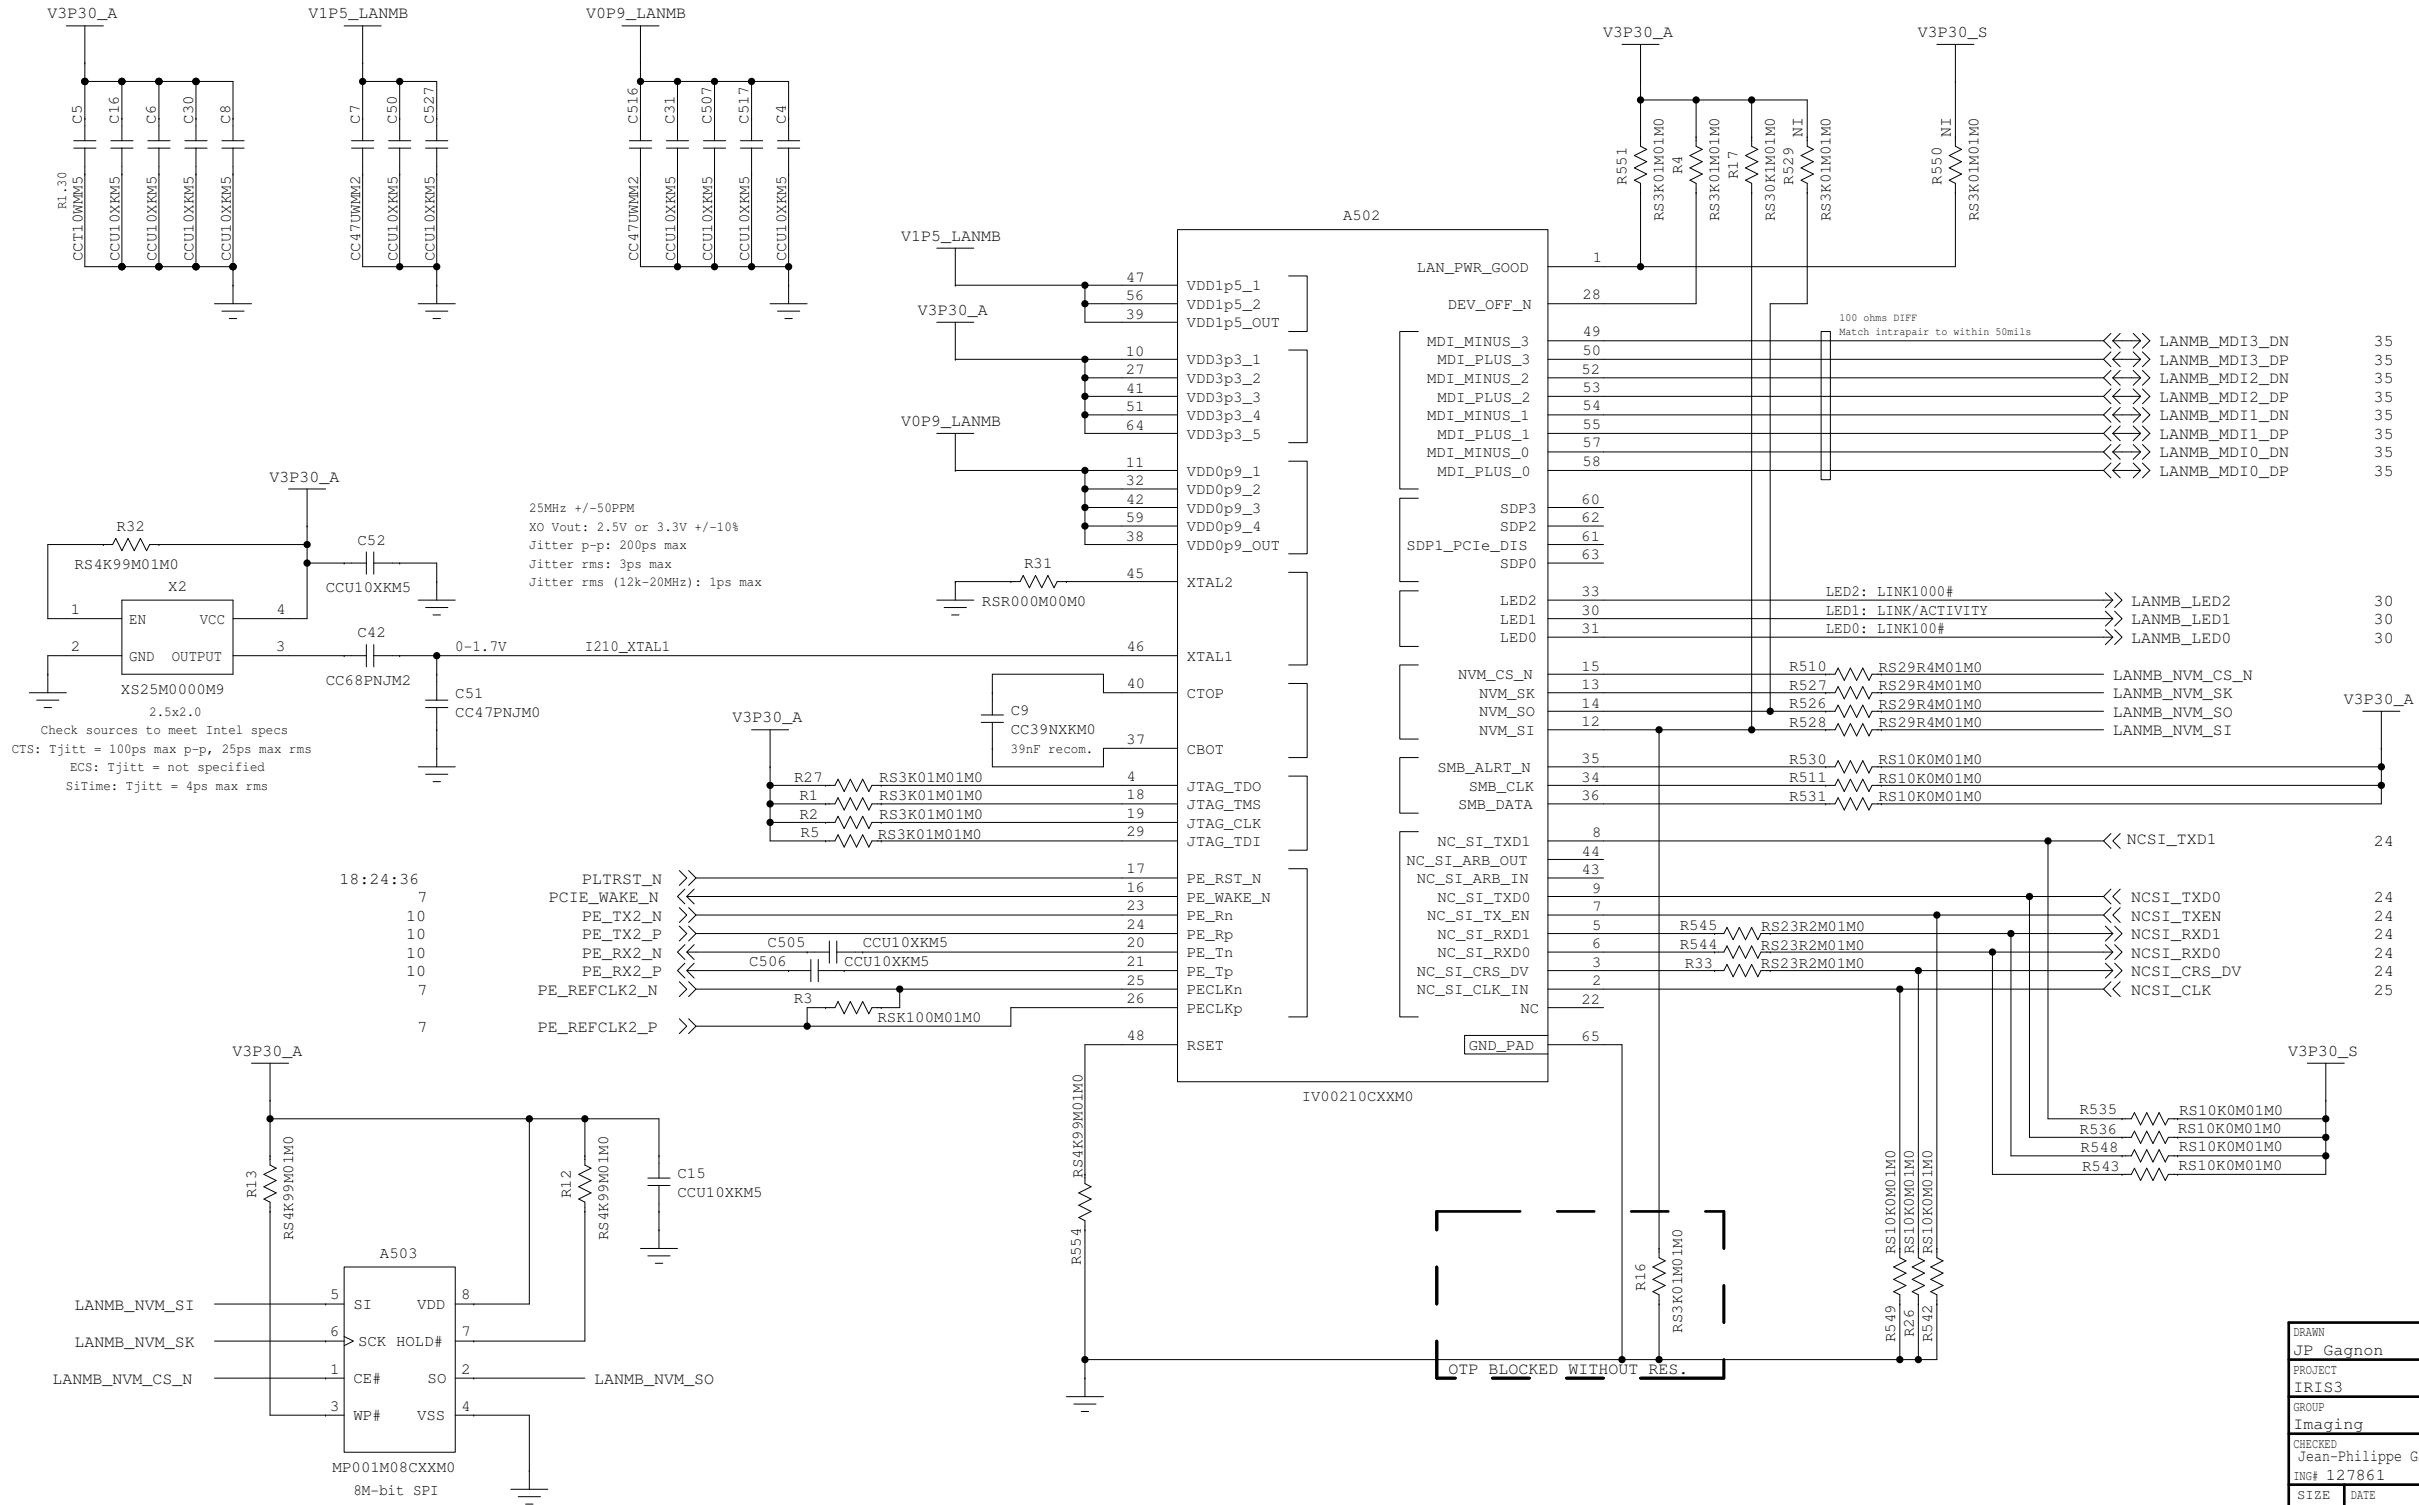 V3P30_A
V1P5_LANMB
V0P9_LANMB
C5
C16
C6
C30
C8
R1.30
CCT10WMM5
CCU10XKM5
CCU10XKM5
CCU10XKM5
CCU10XKM5
C7
C50
C527
CC47UWMM2
CCU10XKM5
CCU10XKM5
C516
C31
C507
C517
C4
CC47UWMM2
CCU10XKM5
CCU10XKM5
CCU10XKM5
CCU10XKM5
V3P30_A
V3P30_S
R551
RS3K01M01M0
R4
RS3K01M01M0
R17
RS30K1M01M0
R529
NI
RS3K01M01M0
R550
NI
RS3K01M01M0
A502
V1P5_LANMB
47 VDD1p5_1
56 VDD1p5_2
39 VDD1p5_OUT
V3P30_A
10 VDD3p3_1
27 VDD3p3_2
41 VDD3p3_3
51 VDD3p3_4
64 VDD3p3_5
V0P9_LANMB
11 VDD0p9_1
32 VDD0p9_2
42 VDD0p9_3
59 VDD0p9_4
38 VDD0p9_OUT
R31
RSR000M00M0
45 XTAL2
46 XTAL1
40 CTOP
C9
CC39NXKM0
39nF recom.
37 CBOT
V3P30_A
R27 RS3K01M01M0 4 JTAG_TDO
R1 RS3K01M01M0 18 JTAG_TMS
R2 RS3K01M01M0 19 JTAG_CLK
R5 RS3K01M01M0 29 JTAG_TDI
18:24:36 PLTRST_N 17 PE_RST_N
7 PCIE_WAKE_N 16 PE_WAKE_N
10 PE_TX2_N 23 PE_Rn
10 PE_TX2_P 24 PE_Rp
10 PE_RX2_N C505 CCU10XKM5 20 PE_Tn
10 PE_RX2_P C506 CCU10XKM5 21 PE_Tp
7 PE_REFCLK2_N 25 PECLKn
R3 RSK100M01M0
26 PECLKp
7 PE_REFCLK2_P
48 RSET
RS4K99M01M0
R554
LAN_PWR_GOOD 1
DEV_OFF_N 28
100 ohms DIFF
Match intrapair to within 50mils
MDI_MINUS_3 49 LANMB_MDI3_DN 35
MDI_PLUS_3 50 LANMB_MDI3_DP 35
MDI_MINUS_2 52 LANMB_MDI2_DN 35
MDI_PLUS_2 53 LANMB_MDI2_DP 35
MDI_MINUS_1 54 LANMB_MDI1_DN 35
MDI_PLUS_1 55 LANMB_MDI1_DP 35
MDI_MINUS_0 57 LANMB_MDI0_DN 35
MDI_PLUS_0 58 LANMB_MDI0_DP 35
SDP3 60
SDP2 62
SDP1_PCIe_DIS 61
SDP0 63
LED2 33 LED2: LINK1000# LANMB_LED2 30
LED1 30 LED1: LINK/ACTIVITY LANMB_LED1 30
LED0 31 LED0: LINK100# LANMB_LED0 30
NVM_CS_N 15 R510 RS29R4M01M0 LANMB_NVM_CS_N
NVM_SK 13 R527 RS29R4M01M0 LANMB_NVM_SK
NVM_SO 14 R526 RS29R4M01M0 LANMB_NVM_SO
NVM_SI 12 R528 RS29R4M01M0 LANMB_NVM_SI
V3P30_A
SMB_ALRT_N 35 R530 RS10K0M01M0
SMB_CLK 34 R511 RS10K0M01M0
SMB_DATA 36 R531 RS10K0M01M0
NC_SI_TXD1 8 NCSI_TXD1 24
NC_SI_ARB_OUT 44
NC_SI_ARB_IN 43
NC_SI_TXD0 9 NCSI_TXD0 24
NC_SI_TX_EN 7 NCSI_TXEN 24
NC_SI_RXD1 5 R545 RS23R2M01M0 NCSI_RXD1 24
NC_SI_RXD0 6 R544 RS23R2M01M0 NCSI_RXD0 24
NC_SI_CRS_DV 3 R33 RS23R2M01M0 NCSI_CRS_DV 24
NC_SI_CLK_IN 2 NCSI_CLK 25
NC 22
GND_PAD 65
IV00210CXXM0
V3P30_S
R535 RS10K0M01M0
R536 RS10K0M01M0
R548 RS10K0M01M0
R543 RS10K0M01M0
R549
RS10K0M01M0
R26
RS10K0M01M0
R542
RS10K0M01M0
R16
RS3K01M01M0
OTP BLOCKED WITHOUT RES.
V3P30_A
R32
RS4K99M01M0
C52
CCU10XKM5
25MHz +/-50PPM
XO Vout: 2.5V or 3.3V +/-10%
Jitter p-p: 200ps max
Jitter rms: 3ps max
Jitter rms (12k-20MHz): 1ps max
X2
1 EN VCC 4
2 GND OUTPUT 3
XS25M0000M9
C42
CC68PNJM2
0-1.7V
I210_XTAL1
C51
CC47PNJM0
2.5x2.0
Check sources to meet Intel specs
CTS: Tjitt = 100ps max p-p, 25ps max rms
ECS: Tjitt = not specified
SiTime: Tjitt = 4ps max rms
V3P30_A
R13
RS4K99M01M0
R12
RS4K99M01M0
C15
CCU10XKM5
A503
LANMB_NVM_SI 5 SI VDD 8
LANMB_NVM_SK 6 SCK HOLD# 7
LANMB_NVM_CS_N 1 CE# SO 2 LANMB_NVM_SO
3 WP# VSS 4
MP001M08CXXM0
8M-bit SPI
DRAWN
JP Gagnon
PROJECT
IRIS3
GROUP
Imaging
CHECKED
Jean-Philippe G
ING# 127861
SIZE DATE